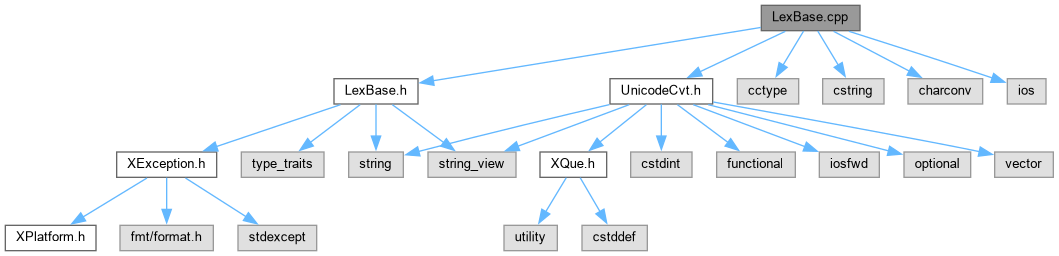 LexBase.cpp
LexBase.h
UnicodeCvt.h
cctype
cstring
charconv
ios
XException.h
type_traits
string
string_view
XQue.h
cstdint
functional
iosfwd
optional
vector
XPlatform.h
fmt/format.h
stdexcept
utility
cstddef